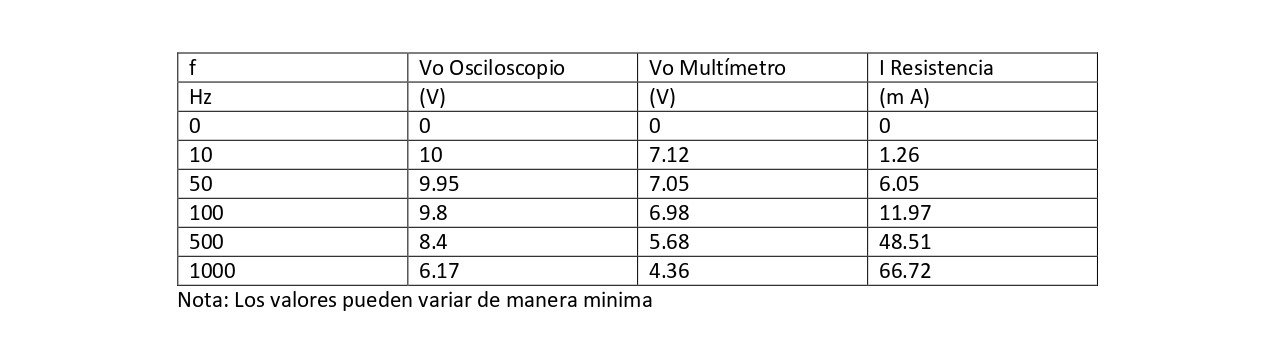 f Vo Osciloscopio Vo Multímetro I Resistencia
Hz (V) (V) (m A)
0 0 0 0
10 10 7.12 1.26
50 9.95 7.05 6.05
100 9.8 6.98 11.97
500 8.4 5.68 48.51
1000 6.17 4.36 66.72
Nota: Los valores pueden variar de manera minima